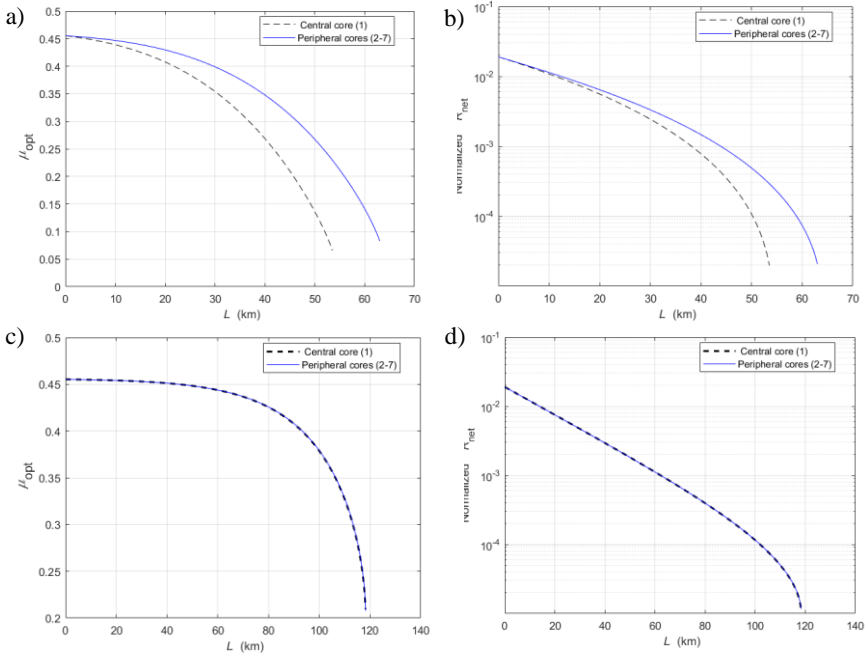 a)
0.5
0.45
0.4
0.35
0.3
0.25
0.2
0.15
0.1
0.05
0
μopt
0 10 20 30 40 50 60 70
L (km)
Central core (1)
Peripheral cores (2-7)
b)
10-1
10-2
10-3
10-4
Normalized Rnet
0 10 20 30 40 50 60 70
L (km)
Central core (1)
Peripheral cores (2-7)
c)
0.5
0.45
0.4
0.35
0.3
0.25
0.2
μopt
0 20 40 60 80 100 120 140
L (km)
Central core (1)
Peripheral cores (2-7)
d)
10-1
10-2
10-3
10-4
Normalized Rnet
0 20 40 60 80 100 120 140
L (km)
Central core (1)
Peripheral cores (2-7)